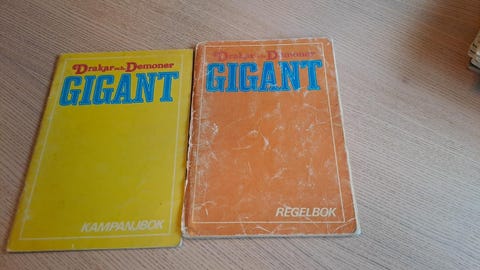 Drakar och Demoner
GIGANT
KAMPANJBOK
Drakar och Demoner
GIGANT
REGELBOK